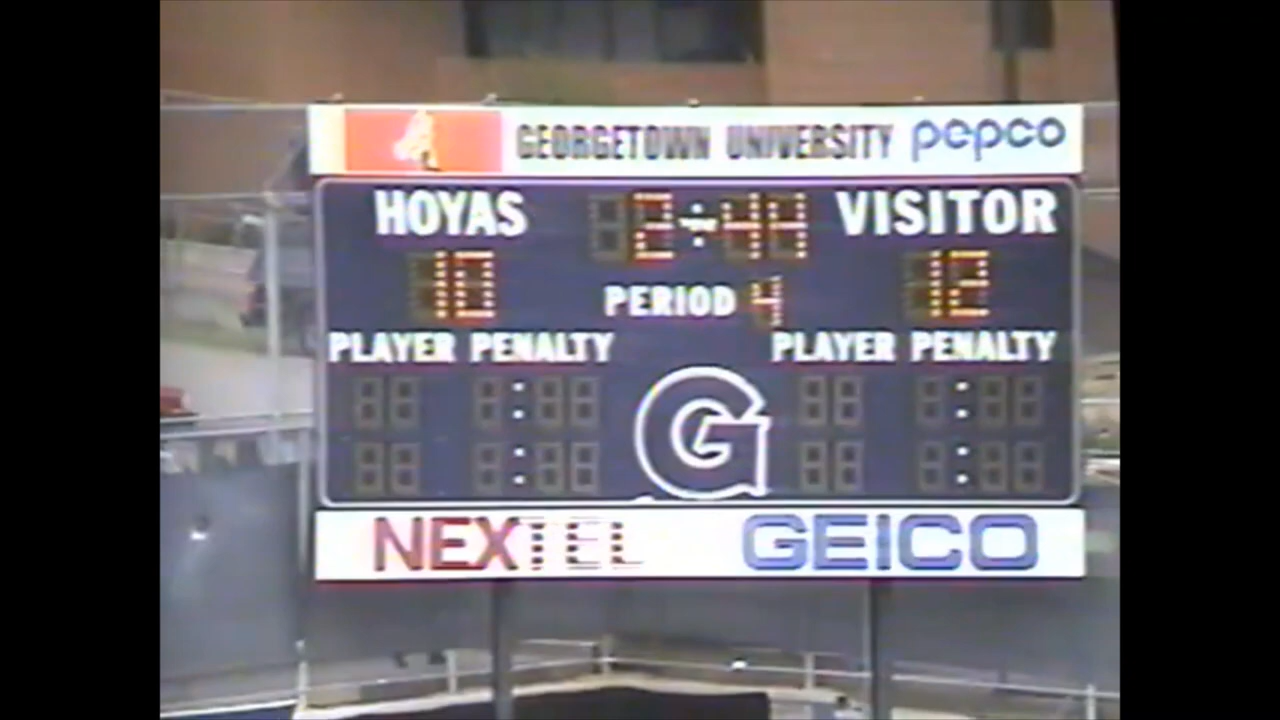 GEORGETOWN UNIVERSITY pepco
HOYAS 2:44 VISITOR
10 PERIOD 4 12
PLAYER PENALTY PLAYER PENALTY
G
NEXTEL GEICO